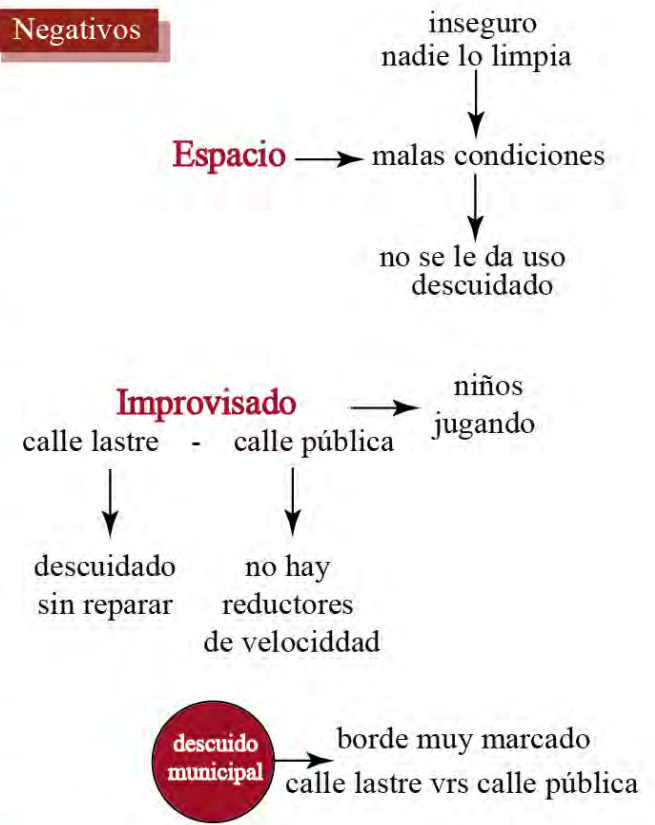 Negativos
inseguro
nadie lo limpia
Espacio
malas condiciones
no se le da uso
descuidado
Improvisado
niños
jugando
calle lastre - calle pública
descuidado
sin reparar
no hay
reductores
de velociddad
descuido
municipal
borde muy marcado
calle lastre vrs calle pública